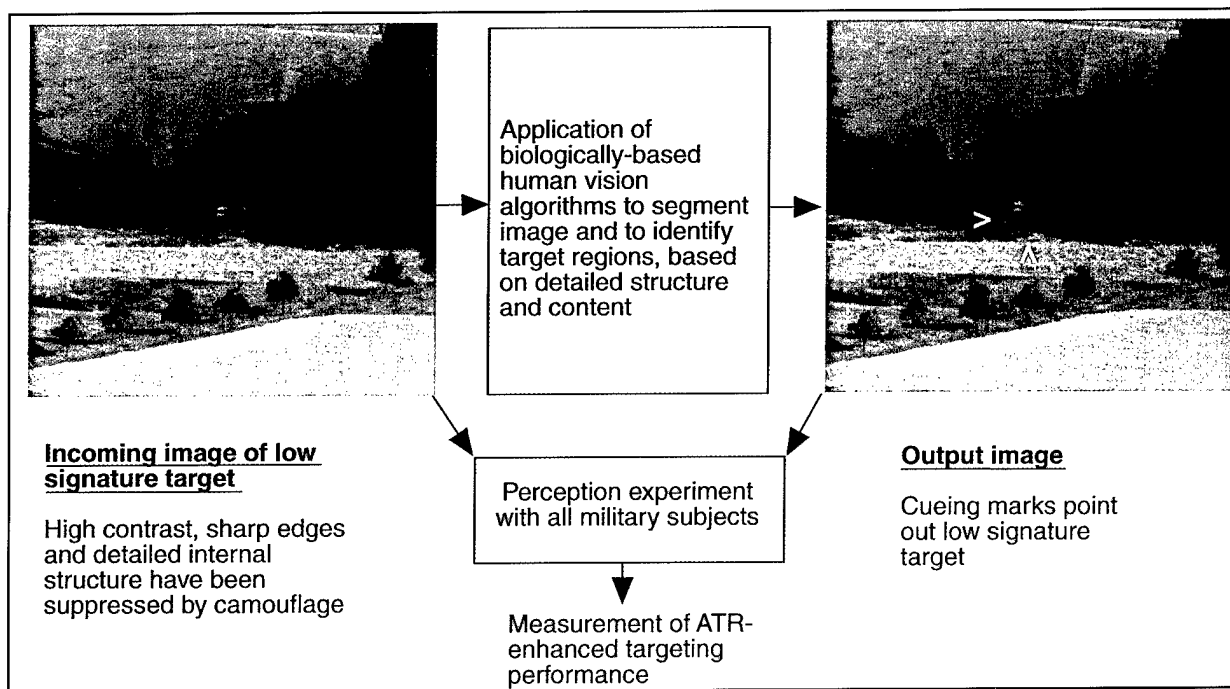 Application of
biologically-based
human vision
algorithms to segment
image and to identify
target regions, based
on detailed structure
and content
>
^
Incoming image of low
signature target
High contrast, sharp edges
and detailed internal
structure have been
suppressed by camouflage
Perception experiment
with all military subjects
Output image
Cueing marks point
out low signature
target
Measurement of ATR-
enhanced targeting
performance